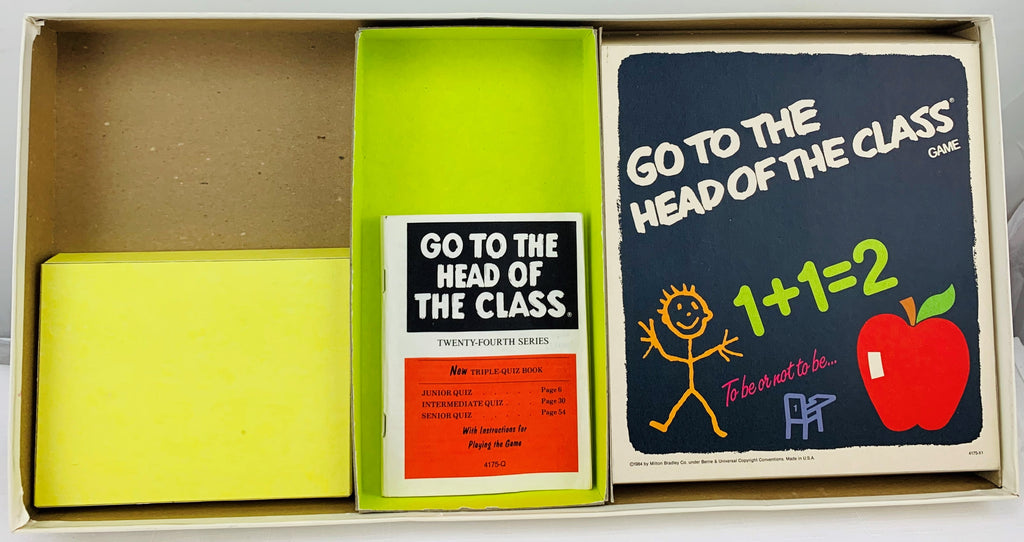 GO TO THE
HEAD OF
THE CLASS®
TWENTY-FOURTH SERIES
New TRIPLE-QUIZ BOOK
JUNIOR QUIZ . . . . . . Page 6
INTERMEDIATE QUIZ . . . Page 30
SENIOR QUIZ . . . . . . Page 54
With Instructions for
Playing the Game
4175-Q
GO TO THE
HEAD OF THE CLASS®
GAME
1+1=2
To be or not to be...
1
©1984 by Milton Bradley Co. under Berne & Universal Copyright Conventions. Made in U.S.A.
4175-X1